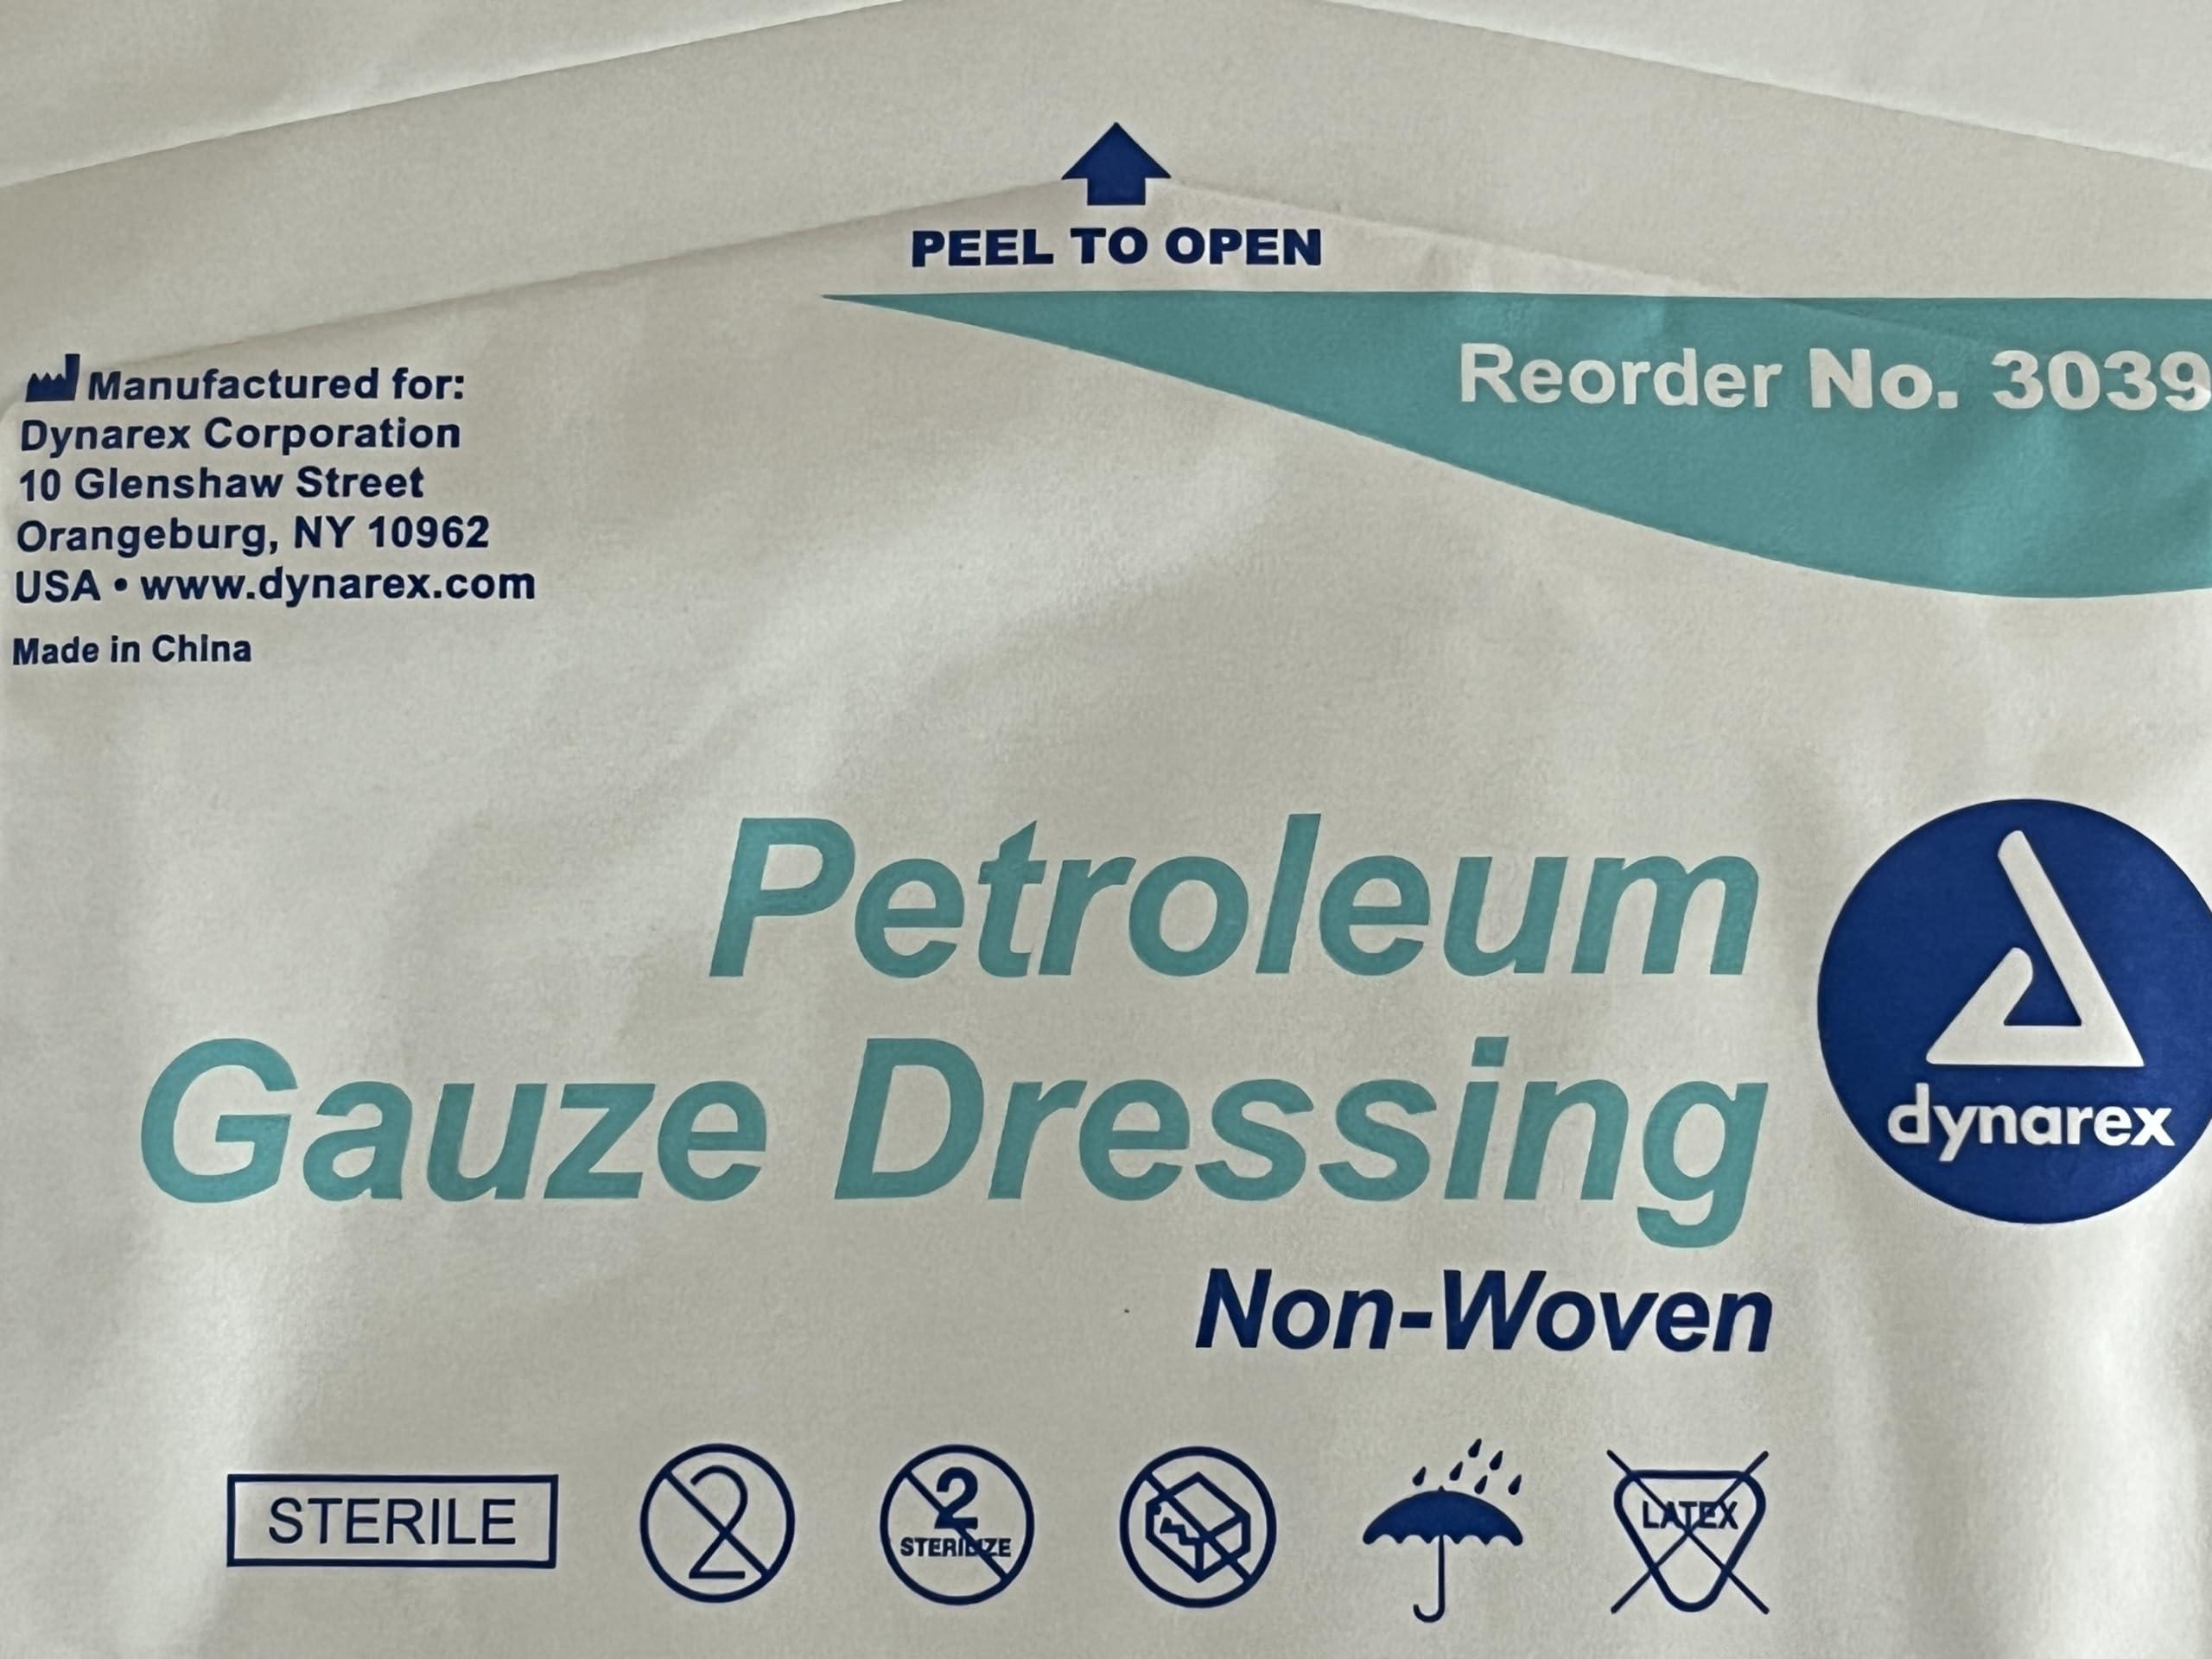 PEEL TO OPEN
Reorder No. 3039
Manufactured for:
Dynarex Corporation
10 Glenshaw Street
Orangeburg, NY 10962
USA • www.dynarex.com
Made in China
Petroleum
Gauze Dressing
dynarex
Non-Woven
STERILE
2
2
STERILIZE
LATEX